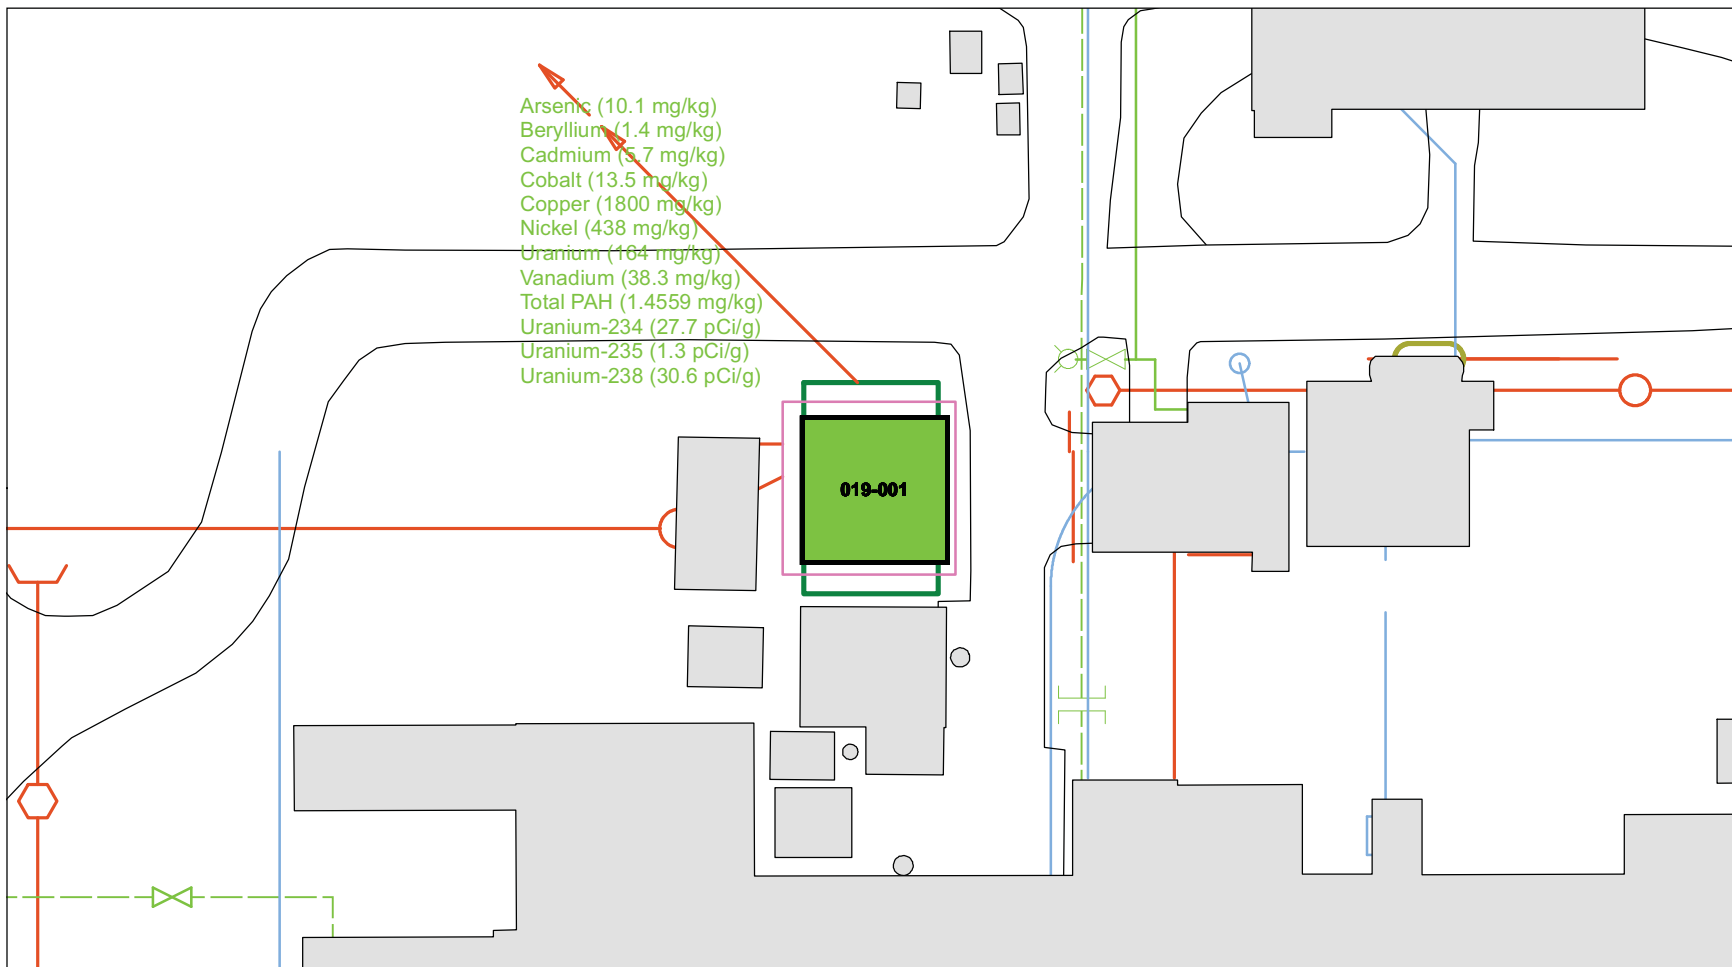 Arsenic (10.1 mg/kg)
Beryllium (1.4 mg/kg)
Cadmium (5.7 mg/kg)
Cobalt (13.5 mg/kg)
Copper (1800 mg/kg)
Nickel (438 mg/kg)
Uranium (164 mg/kg)
Vanadium (38.3 mg/kg)
Total PAH (1.4559 mg/kg)
Uranium-234 (27.7 pCi/g)
Uranium-235 (1.3 pCi/g)
Uranium-238 (30.6 pCi/g)
019-001